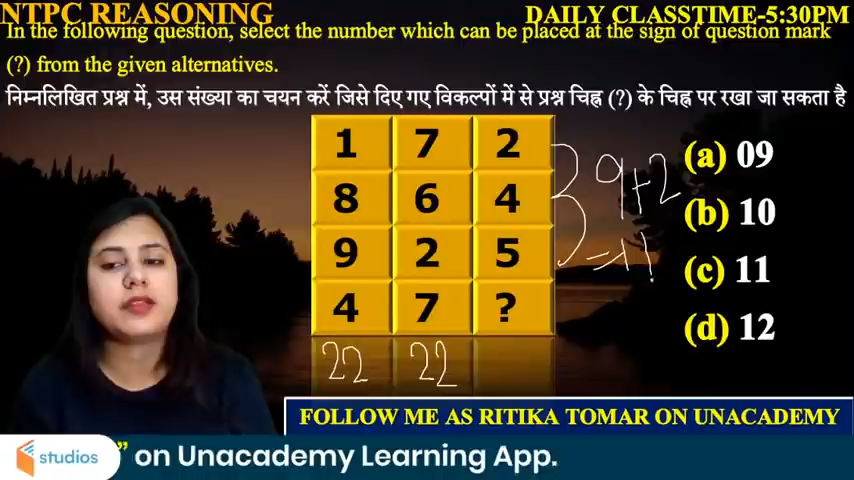 NTPC REASONING
DAILY CLASSTIME-5:30PM
In the following question, select the number which can be placed at the sign of question mark
(?) from the given alternatives.
निम्नलिखित प्रश्न में, उस संख्या का चयन करें जिसे दिए गए विकल्पों में से प्रश्न चिह्न (?) के चिह्न पर रखा जा सकता है
1 7 2
8 6 4
9 2 5
4 7 ?
22 22
9+2
=11
(a) 09
(b) 10
(c) 11
(d) 12
FOLLOW ME AS RITIKA TOMAR ON UNACADEMY
studios
” on Unacademy Learning App.